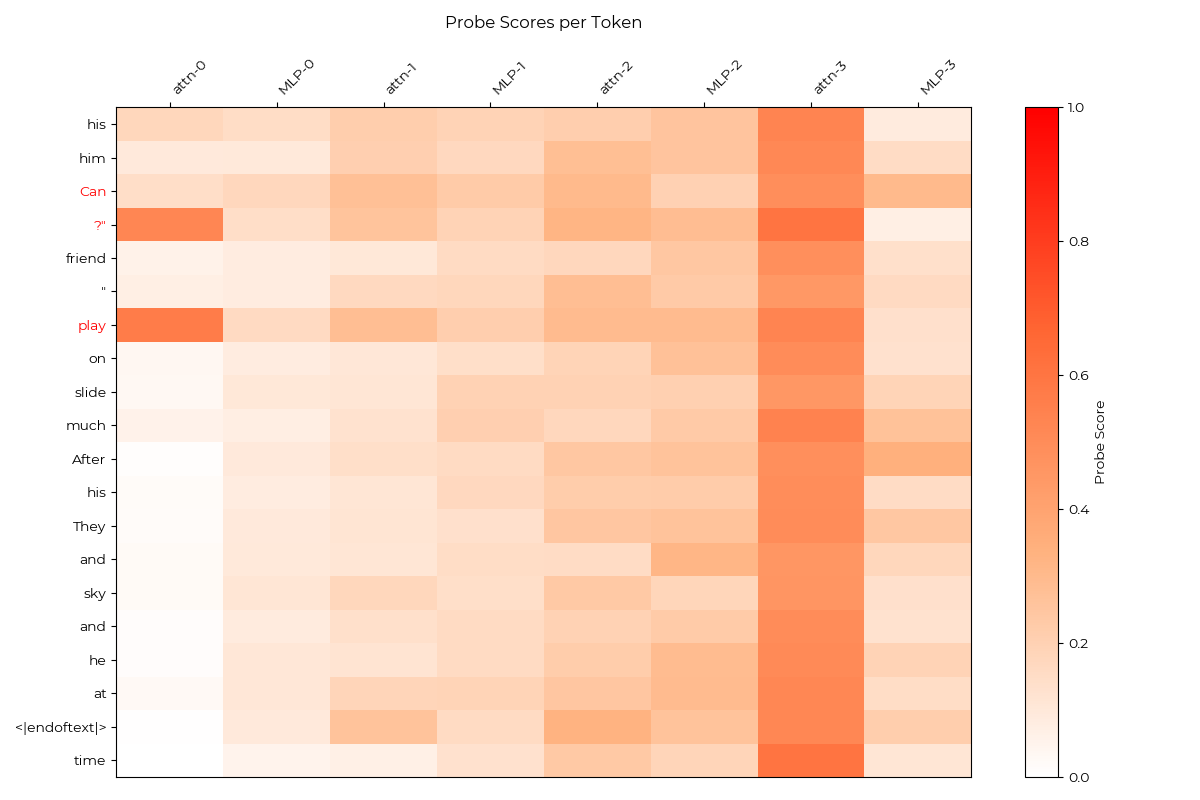 Probe Scores per Token
attn-0 MLP-0 attn-1 MLP-1 attn-2 MLP-2 attn-3 MLP-3
his
him
Can
?"
friend
"
play
on
slide
much
After
his
They
and
sky
and
he
at
<|endoftext|>
time
1.0
0.8
0.6
0.4
0.2
0.0
Probe Score